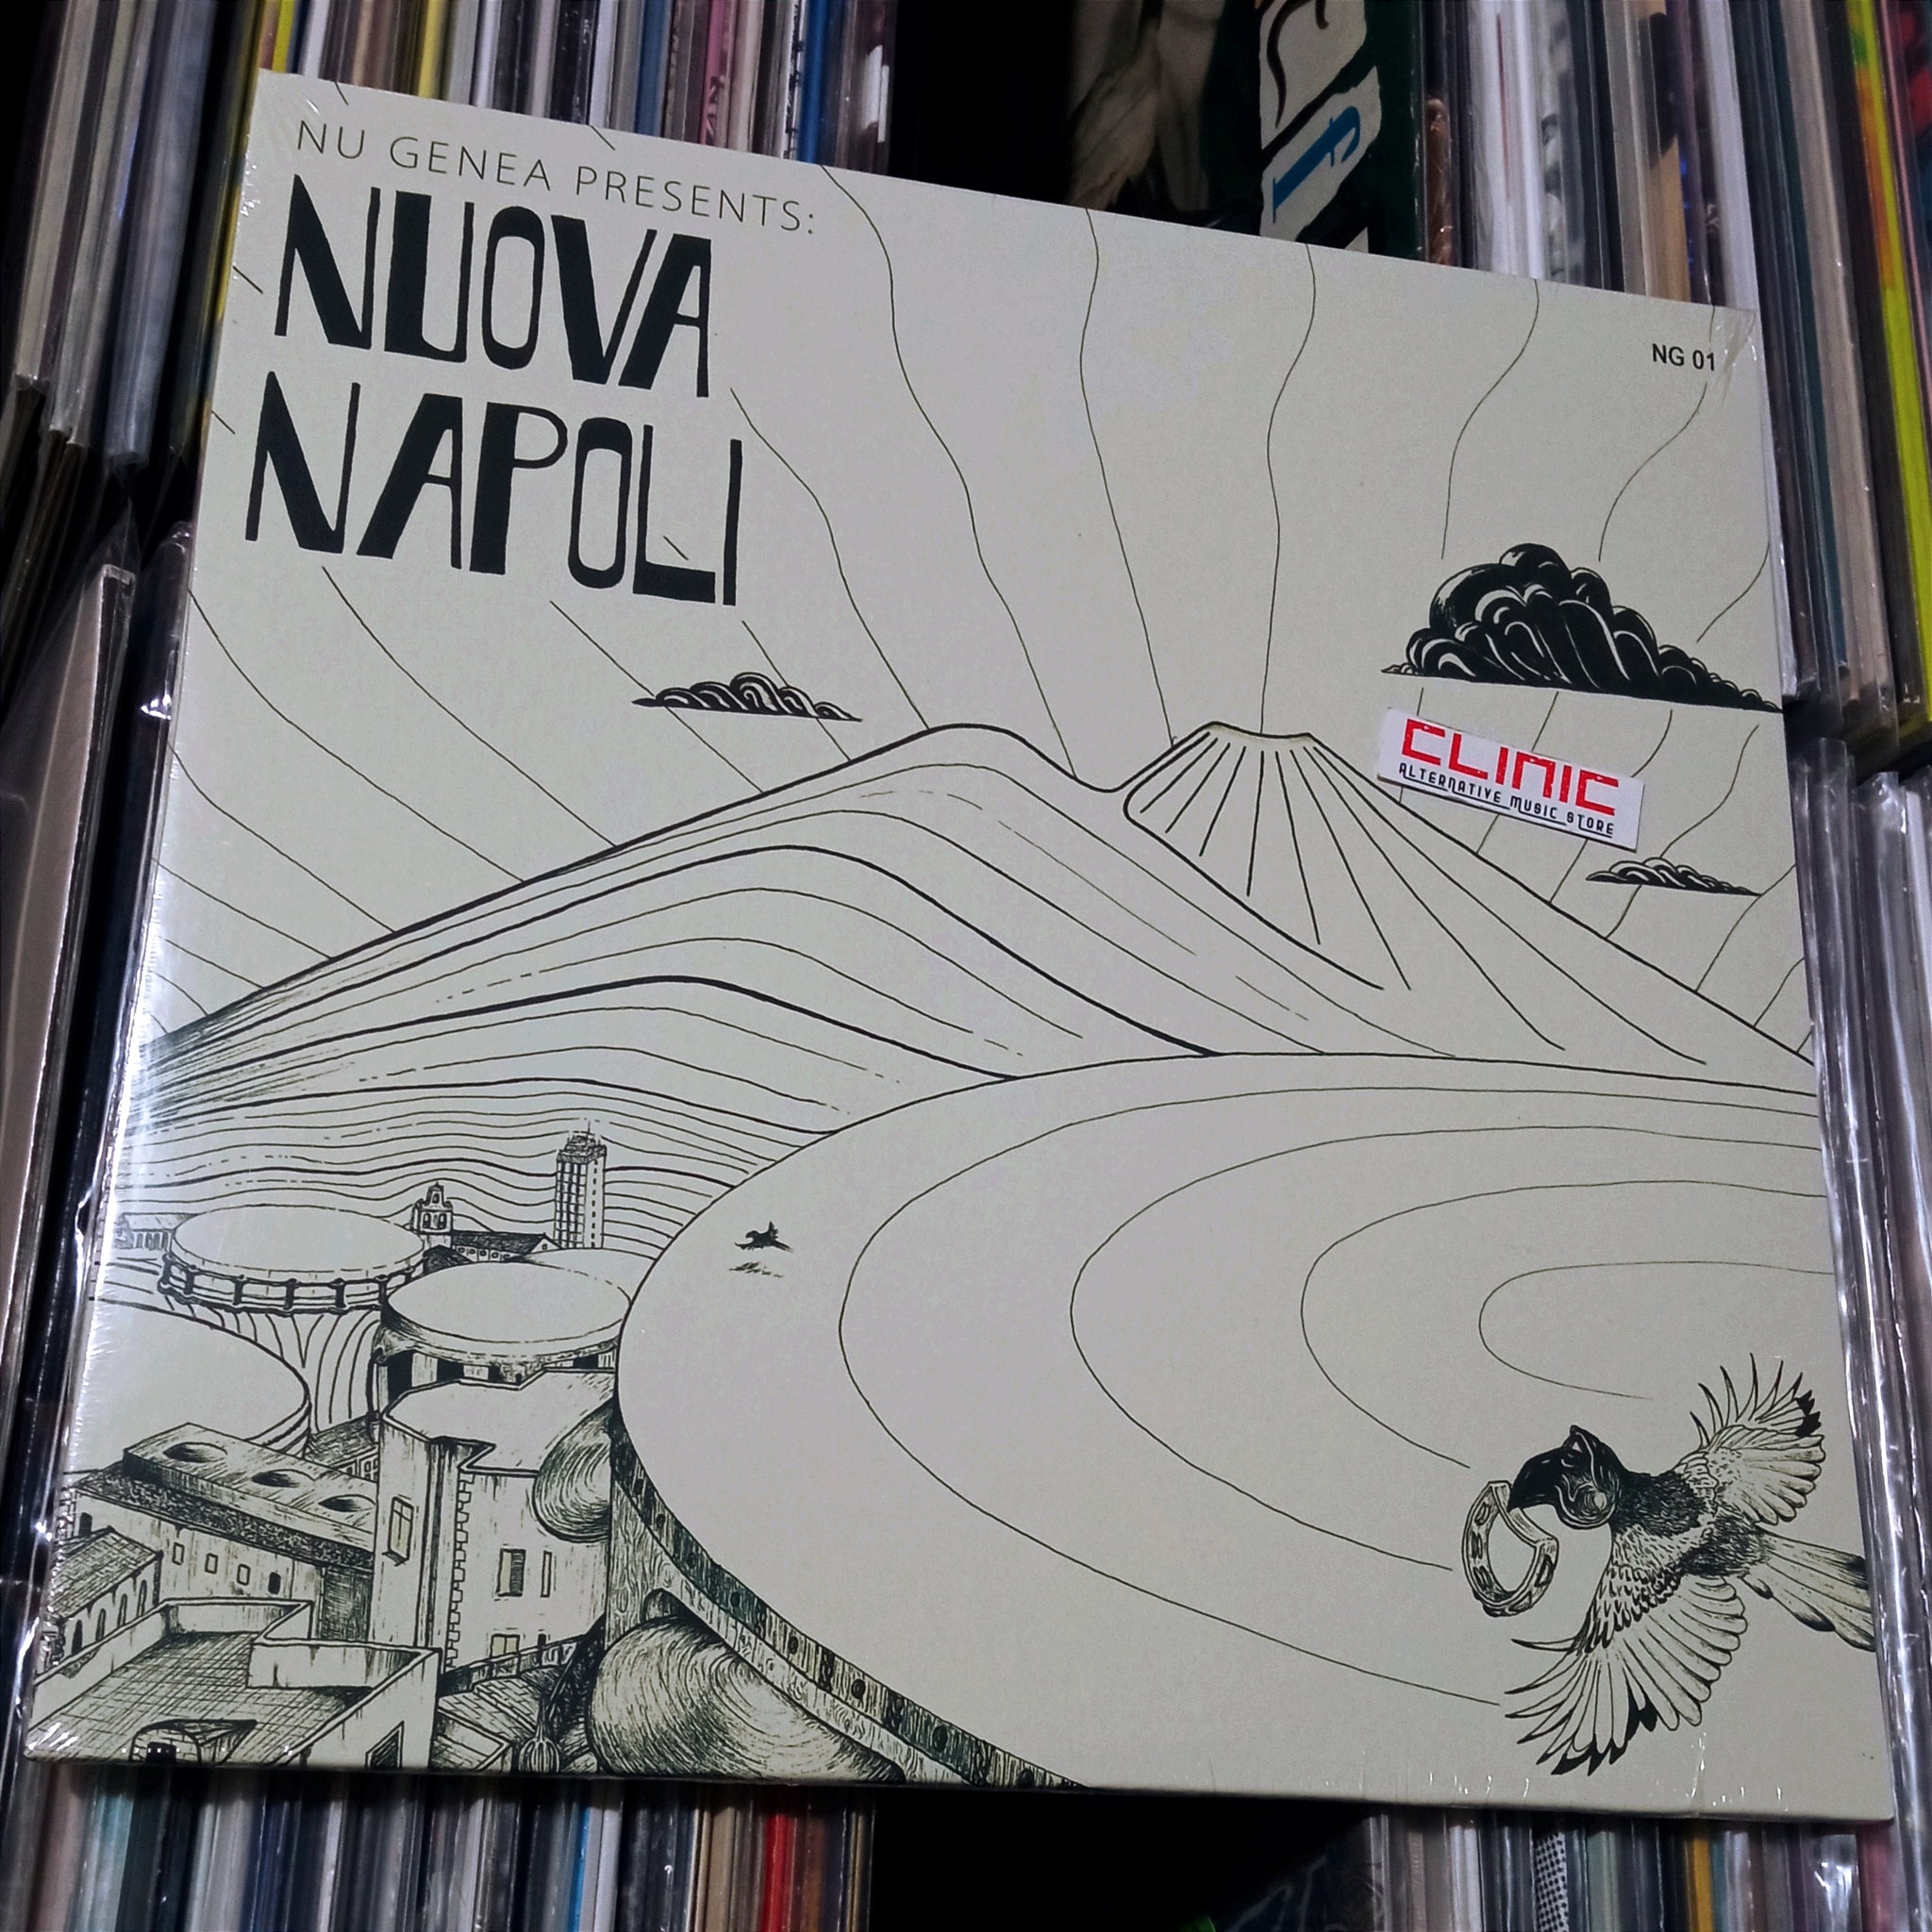 NU GENEA PRESENTS:
NUOVA
NAPOLI
NG 01
CLINIC
ALTERNATIVE MUSIC STORE